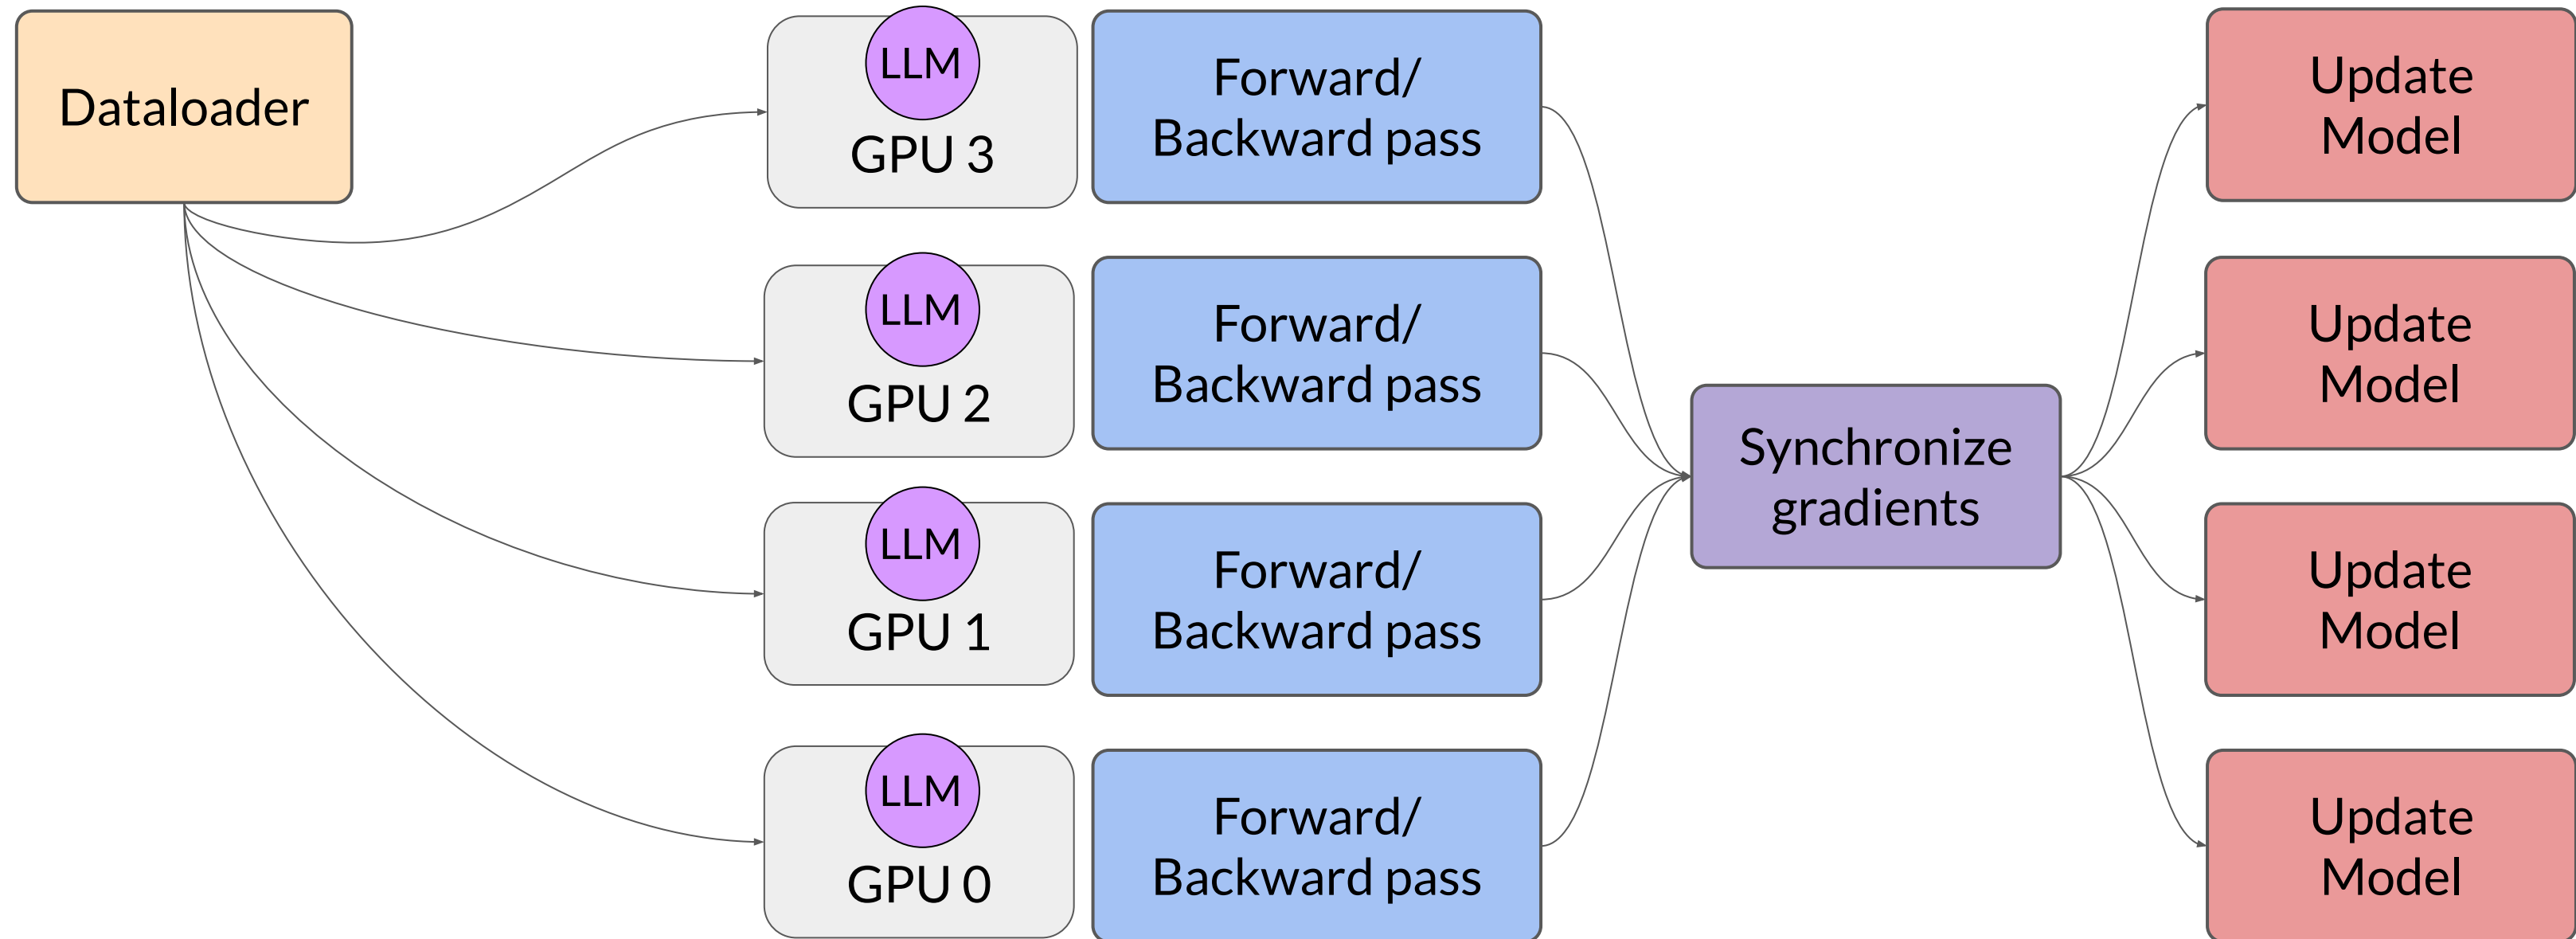 Dataloader
LLM
GPU 3
Forward/
Backward pass
Update
Model
LLM
GPU 2
Forward/
Backward pass
Update
Model
Synchronize
gradients
LLM
GPU 1
Forward/
Backward pass
Update
Model
LLM
GPU 0
Forward/
Backward pass
Update
Model